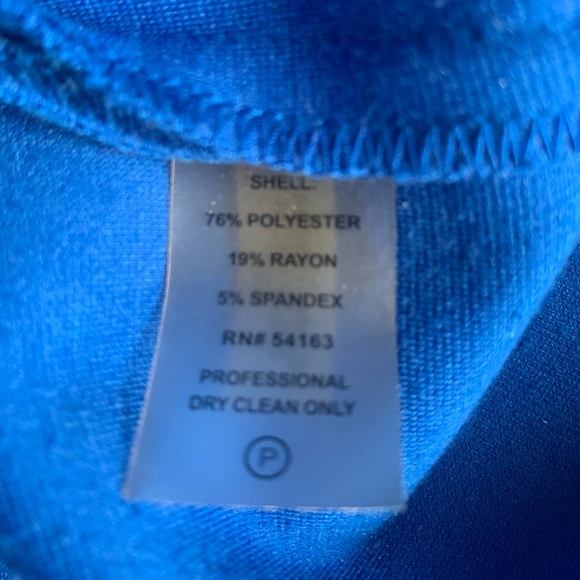 SHELL:
76% POLYESTER
19% RAYON
5% SPANDEX
RN# 54163
PROFESSIONAL
DRY CLEAN ONLY
P